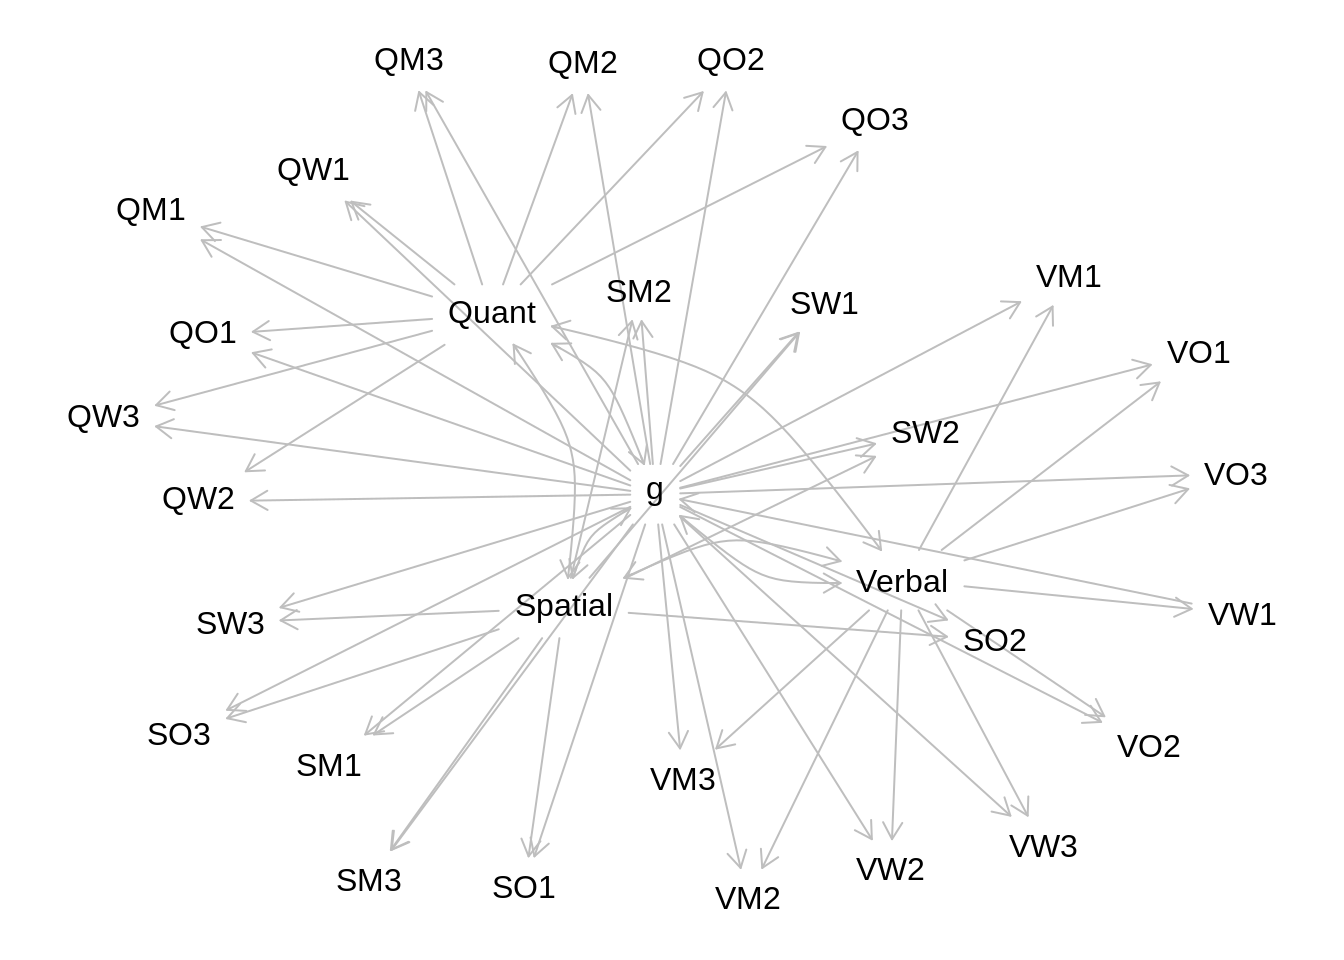 QM3
QM2
QO2
QO3
QW1
QM1
VM1
SM2
SW1
Quant
QO1
VO1
QW3
SW2
VO3
g
QW2
Verbal
Spatial
VW1
SW3
SO2
SO3
VO2
SM1
VM3
VW3
VW2
SM3
SO1
VM2